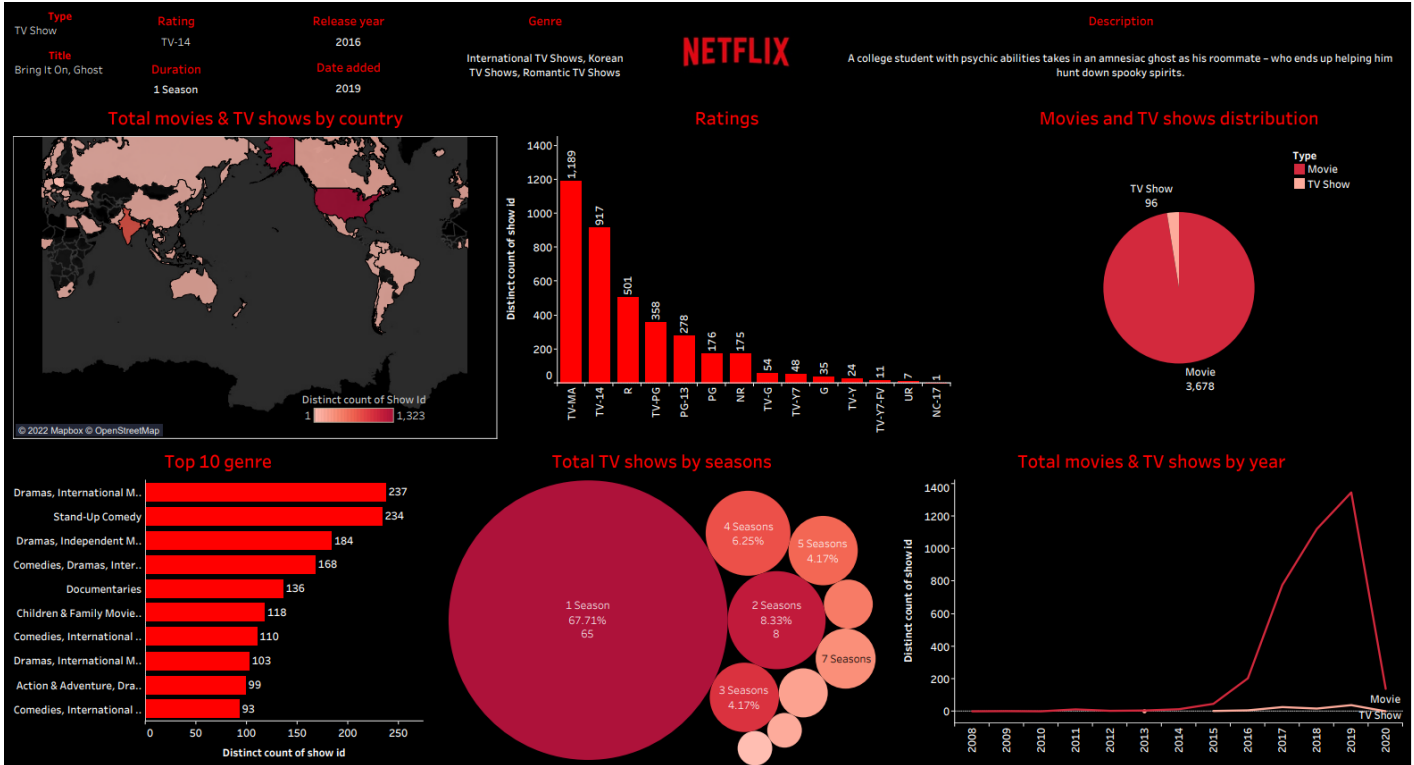 Type
TV Show
Title
Bring It On, Ghost
Rating
TV-14
Duration
1 Season
Release year
2016
Date added
2019
Genre
International TV Shows, Korean
TV Shows, Romantic TV Shows
NETFLIX
Description
A college student with psychic abilities takes in an amnesiac ghost as his roommate – who ends up helping him
hunt down spooky spirits.
Total movies & TV shows by country
Distinct count of Show Id
1
1,323
© 2022 Mapbox © OpenStreetMap
Ratings
Distinct count of show id
1400
1200
1000
800
600
400
200
0
1,189
917
501
358
278
176
175
54
48
35
24
11
7
1
TV-MA
TV-14
R
TV-PG
PG-13
PG
NR
TV-G
TV-Y7
G
TV-Y
TV-Y7-FV
UR
NC-17
Movies and TV shows distribution
Type
Movie
TV Show
TV Show
96
Movie
3,678
Top 10 genre
Dramas, International M.. 237
Stand-Up Comedy 234
Dramas, Independent M.. 184
Comedies, Dramas, Inter.. 168
Documentaries 136
Children & Family Movie.. 118
Comedies, International .. 110
Dramas, International M.. 103
Action & Adventure, Dra.. 99
Comedies, International .. 93
0 50 100 150 200 250
Distinct count of show id
Total TV shows by seasons
1 Season
67.71%
65
4 Seasons
6.25%
5 Seasons
4.17%
2 Seasons
8.33%
8
7 Seasons
3 Seasons
4.17%
Total movies & TV shows by year
Distinct count of show id
1400
1200
1000
800
600
400
200
0
Movie
TV Show
2008
2009
2010
2011
2012
2013
2014
2015
2016
2017
2018
2019
2020